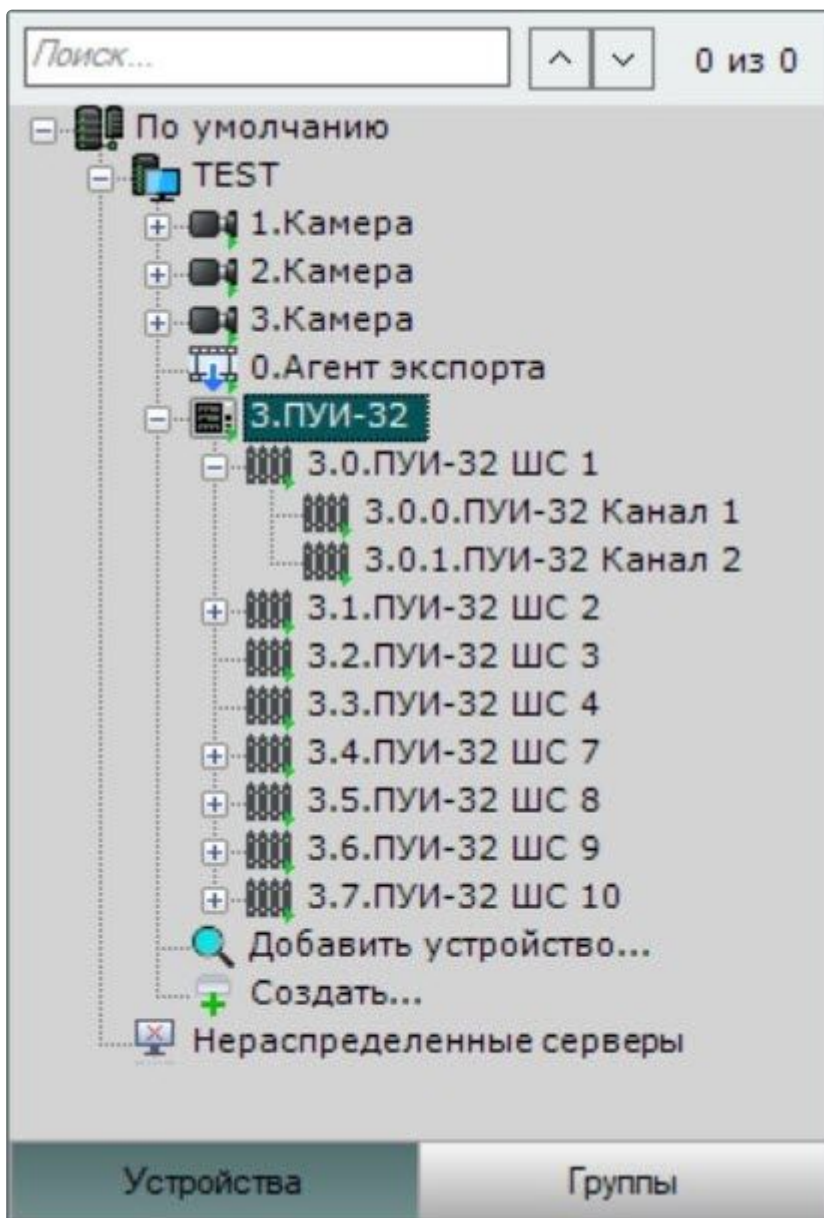 Поиск... 0 из 0
По умолчанию
TEST
1.Камера
2.Камера
3.Камера
0.Агент экспорта
3.ПУИ-32
3.0.ПУИ-32 ШС 1
3.0.0.ПУИ-32 Канал 1
3.0.1.ПУИ-32 Канал 2
3.1.ПУИ-32 ШС 2
3.2.ПУИ-32 ШС 3
3.3.ПУИ-32 ШС 4
3.4.ПУИ-32 ШС 7
3.5.ПУИ-32 ШС 8
3.6.ПУИ-32 ШС 9
3.7.ПУИ-32 ШС 10
Добавить устройство...
Создать...
Нераспределенные серверы
Устройства Группы